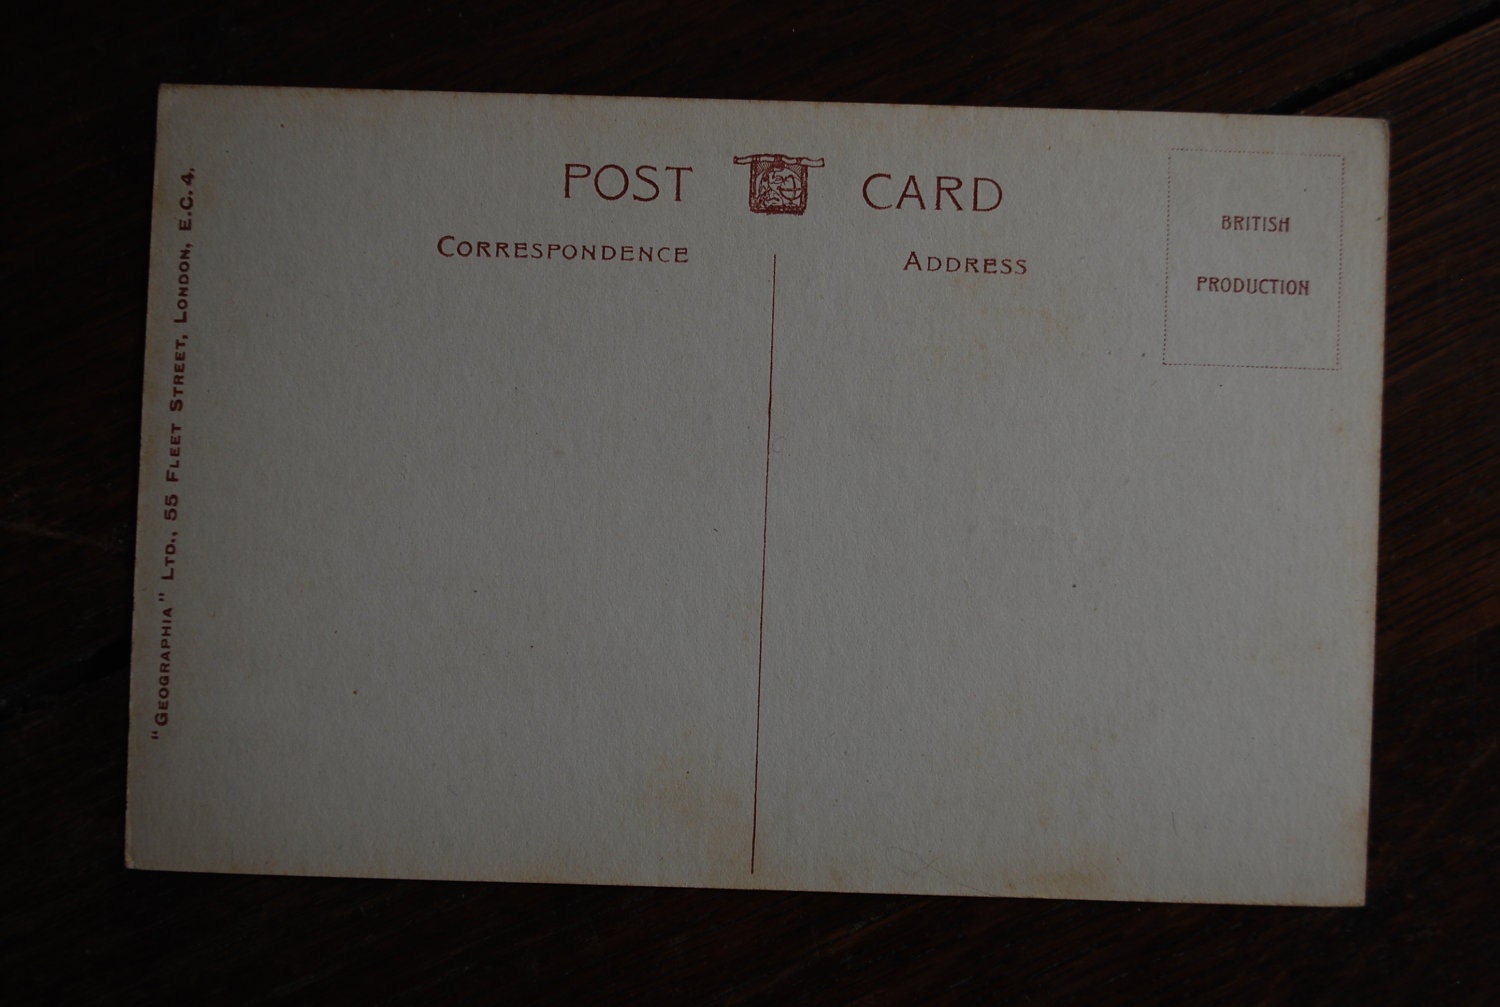 POST CARD
CORRESPONDENCE
ADDRESS
BRITISH
PRODUCTION
"GEOGRAPHIA" LTD., 55 FLEET STREET, LONDON, E.C.4.